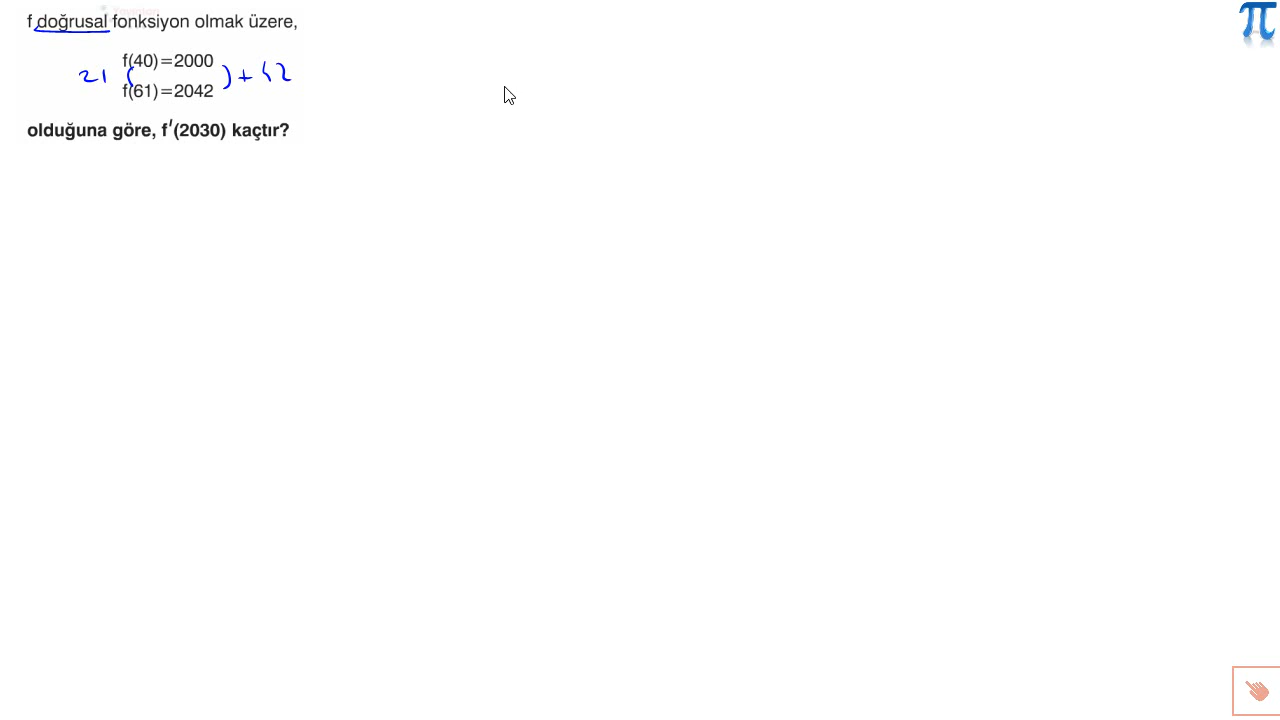 f doğrusal fonksiyon olmak üzere,
f(40)=2000
21 ( ) + 42
f(61)=2042
olduğuna göre, f′(2030) kaçtır?
π